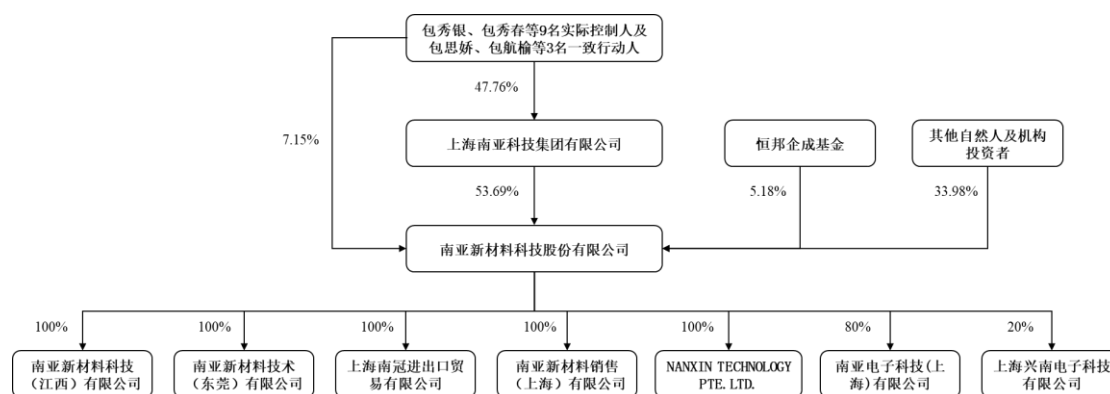 包秀银、包秀春等9名实际控制人及
包思娇、包航榆等3名一致行动人
47.76%
7.15%
上海南亚科技集团有限公司
恒邦企成基金
其他自然人及机构
投资者
53.69%
5.18%
33.98%
南亚新材料科技股份有限公司
100%
100%
100%
100%
100%
80%
20%
南亚新材料科技
（江西）有限公司
南亚新材料技术
（东莞）有限公司
上海南冠进出口贸
易有限公司
南亚新材料销售
（上海）有限公司
NANXIN TECHNOLOGY
PTE. LTD.
南亚电子科技(上
海)有限公司
上海兴南电子科技
有限公司